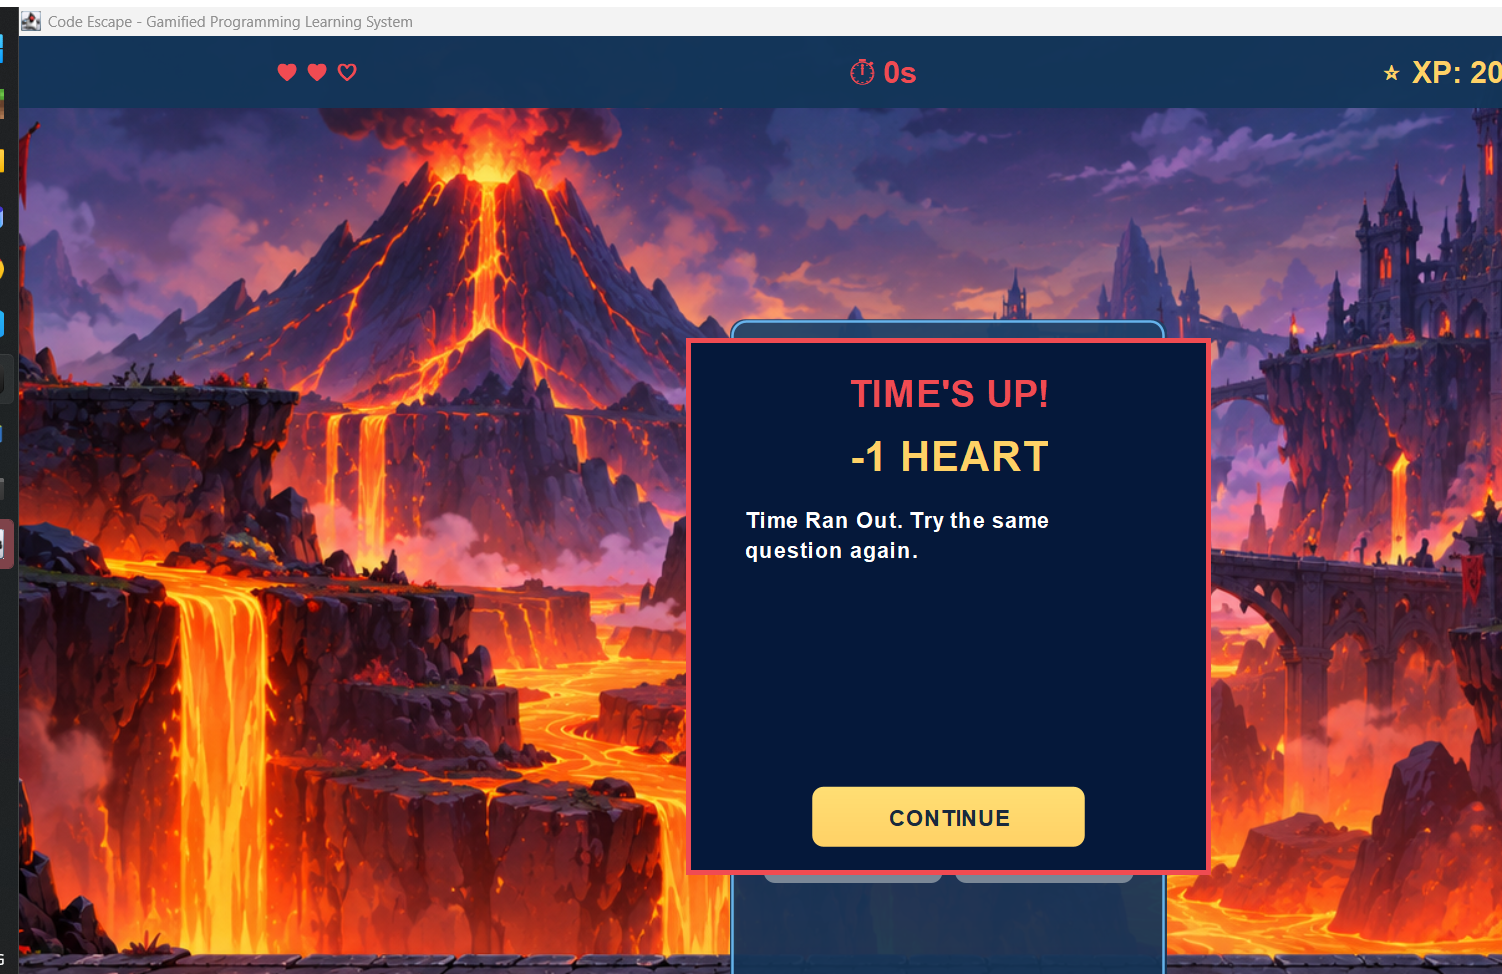 Code Escape - Gamified Programming Learning System
0s
XP: 20
TIME'S UP!
-1 HEART
Time Ran Out. Try the same
question again.
CONTINUE